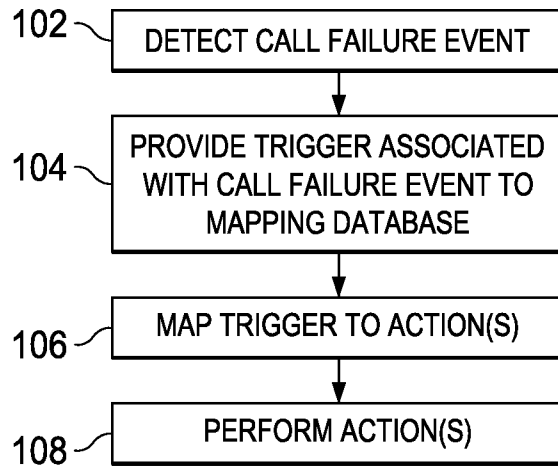 102
DETECT CALL FAILURE EVENT
104
PROVIDE TRIGGER ASSOCIATED
WITH CALL FAILURE EVENT TO
MAPPING DATABASE
106
MAP TRIGGER TO ACTION(S)
108
PERFORM ACTION(S)